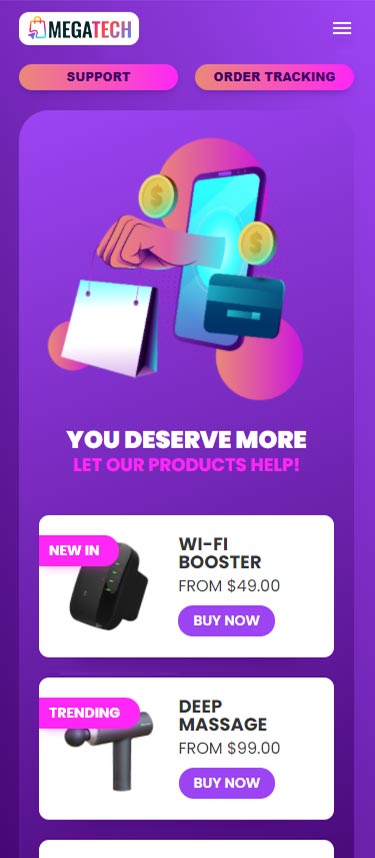 MEGATECH
SUPPORT
ORDER TRACKING
YOU DESERVE MORE
LET OUR PRODUCTS HELP!
NEW IN
WI-FI
BOOSTER
FROM $49.00
BUY NOW
TRENDING
DEEP
MASSAGE
FROM $99.00
BUY NOW